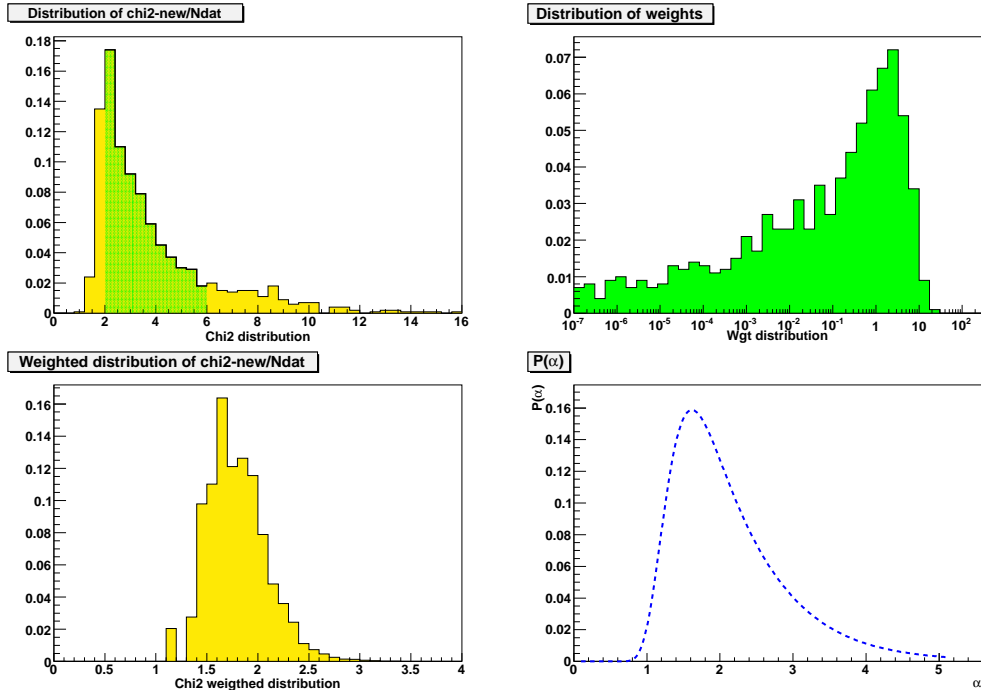 Distribution of chi2-new/Ndat
0.18
0.16
0.14
0.12
0.1
0.08
0.06
0.04
0.02
0
0 2 4 6 8 10 12 14 16
Chi2 distribution
Distribution of weights
0.07
0.06
0.05
0.04
0.03
0.02
0.01
0
10-7 10-6 10-5 10-4 10-3 10-2 10-1 1 10 102
Wgt distribution
Weighted distribution of chi2-new/Ndat
0.16
0.14
0.12
0.1
0.08
0.06
0.04
0.02
0
0 0.5 1 1.5 2 2.5 3 3.5 4
Chi2 weigthed distribution
P(α)
P(α)
0.16
0.14
0.12
0.1
0.08
0.06
0.04
0.02
0
0 1 2 3 4 5
α